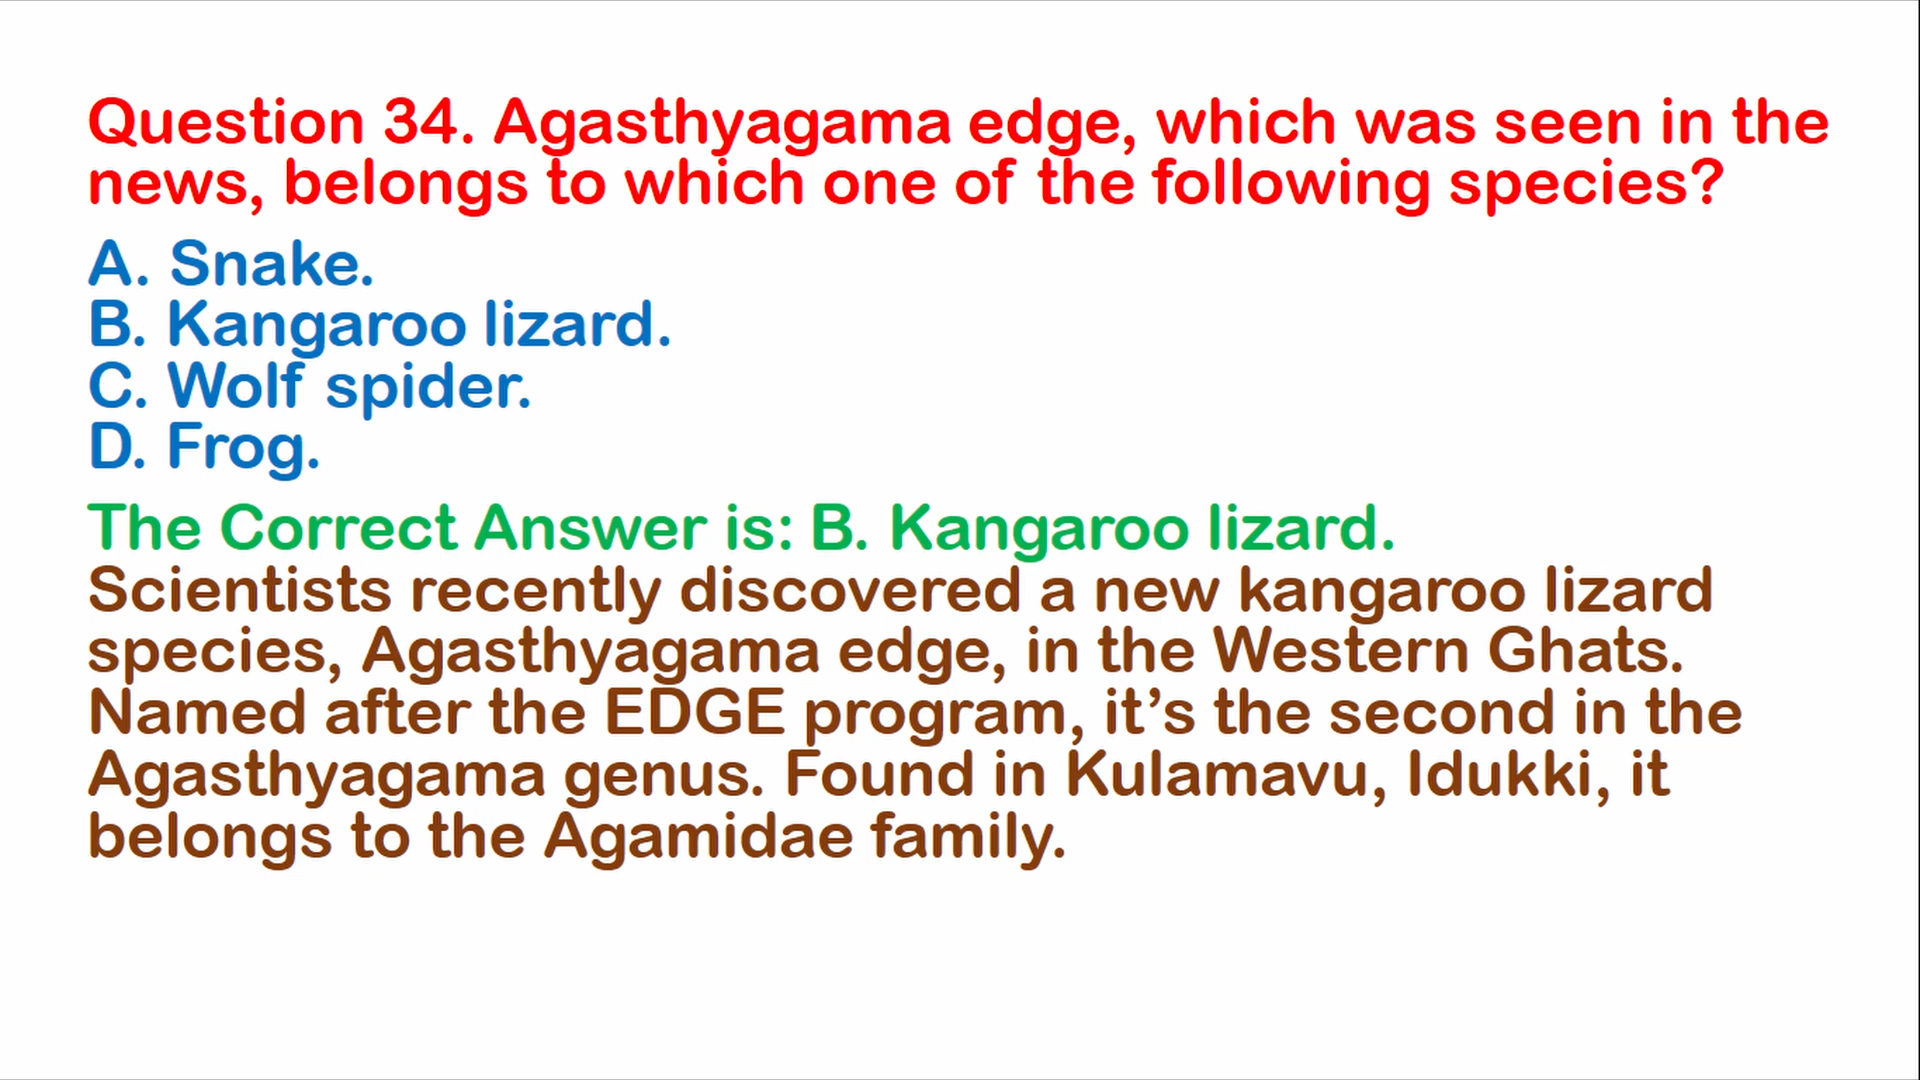 Question 34. Agasthyagama edge, which was seen in the
news, belongs to which one of the following species?
A. Snake.
B. Kangaroo lizard.
C. Wolf spider.
D. Frog.
The Correct Answer is: B. Kangaroo lizard.
Scientists recently discovered a new kangaroo lizard
species, Agasthyagama edge, in the Western Ghats.
Named after the EDGE program, it’s the second in the
Agasthyagama genus. Found in Kulamavu, Idukki, it
belongs to the Agamidae family.